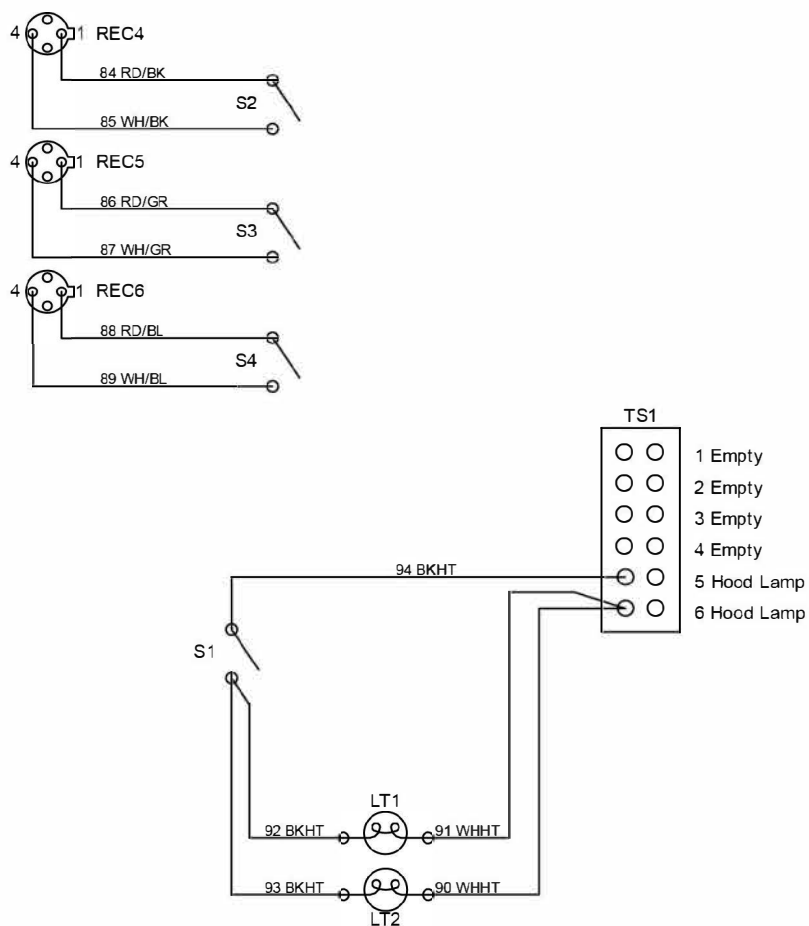 4 1 REC4
84 RD/BK
S2
85 WH/BK
4 1 REC5
86 RD/GR
S3
87 WH/GR
4 1 REC6
88 RD/BL
S4
89 WH/BL
TS1
1 Empty
2 Empty
3 Empty
4 Empty
94 BKHT
5 Hood Lamp
6 Hood Lamp
S1
LT1
92 BKHT
91 WHHT
93 BKHT
90 WHHT
LT2